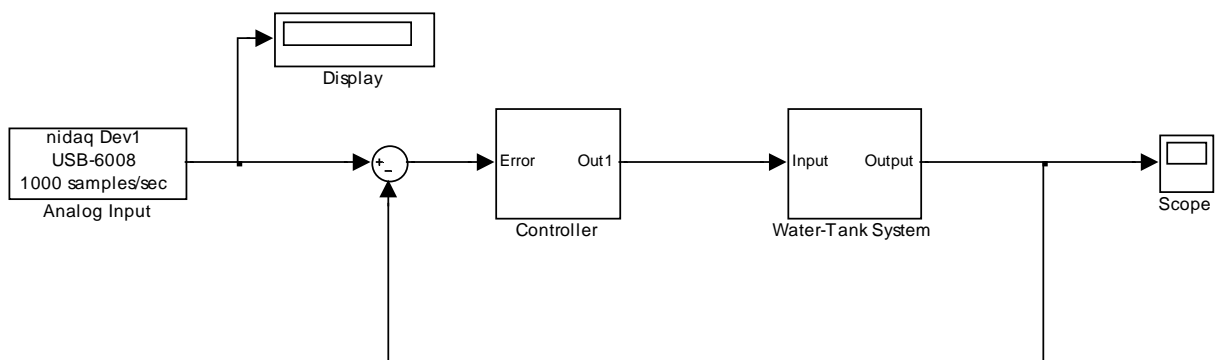 Display
nidaq Dev1
USB-6008
1000 samples/sec
Analog Input
+
−
Error
Out1
Controller
Input
Output
Water-Tank System
Scope